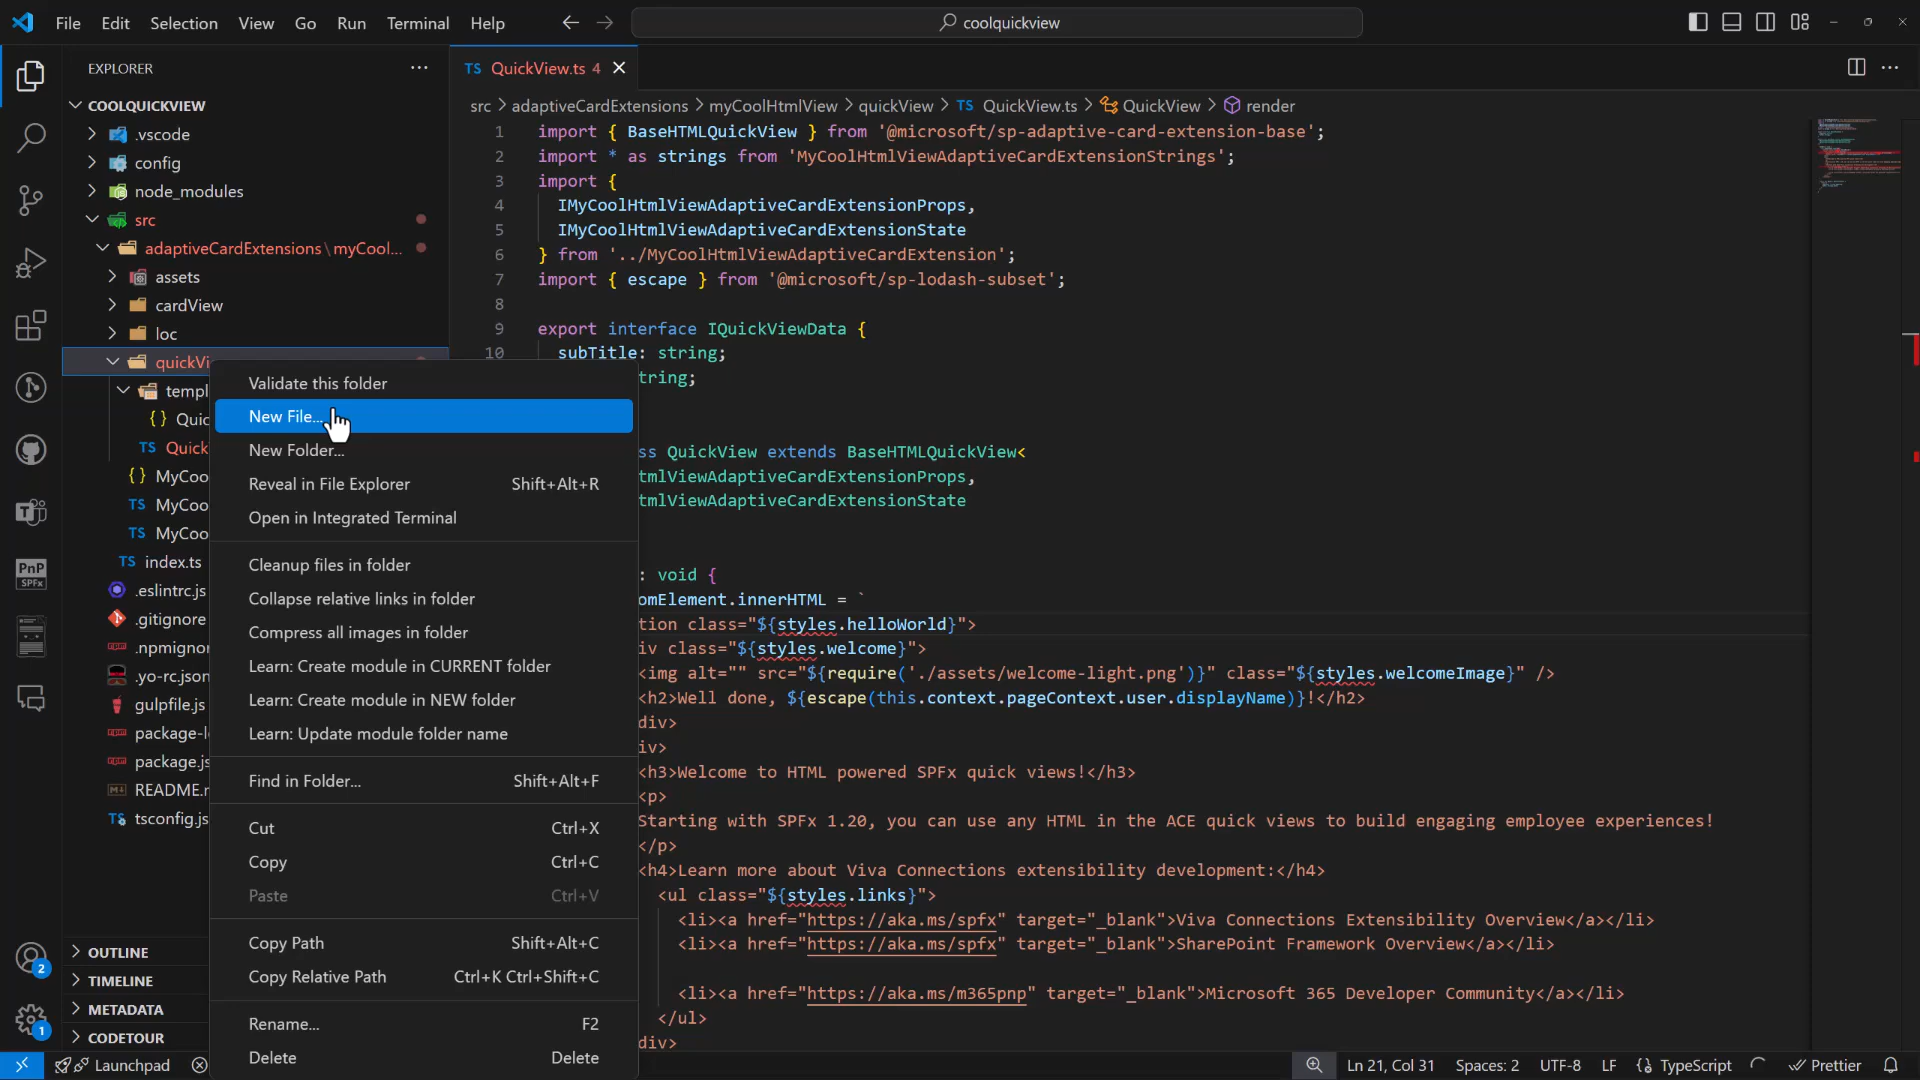 File Edit Selection View Go Run Terminal Help
coolquickview
EXPLORER
COOLQUICKVIEW
.vscode
config
node_modules
src
adaptiveCardExtensions\myCool...
assets
cardView
loc
quickVi
templ
{} Quic
TS Quick
{} MyCoo
TS MyCoo
TS MyCoo
TS index.ts
.eslintrc.js
.gitignore
.npmignor
.yo-rc.json
gulpfile.js
package-l
package.js
README.r
tsconfig.js
OUTLINE
TIMELINE
METADATA
CODETOUR
PnP
SPFx
2
1
Validate this folder
New File...
New Folder...
Reveal in File Explorer Shift+Alt+R
Open in Integrated Terminal
Cleanup files in folder
Collapse relative links in folder
Compress all images in folder
Learn: Create module in CURRENT folder
Learn: Create module in NEW folder
Learn: Update module folder name
Find in Folder... Shift+Alt+F
Cut Ctrl+X
Copy Ctrl+C
Paste Ctrl+V
Copy Path Shift+Alt+C
Copy Relative Path Ctrl+K Ctrl+Shift+C
Rename... F2
Delete Delete
TS QuickView.ts 4
src > adaptiveCardExtensions > myCoolHtmlView > quickView > TS QuickView.ts > QuickView > render
1 import { BaseHTMLQuickView } from '@microsoft/sp-adaptive-card-extension-base';
2 import * as strings from 'MyCoolHtmlViewAdaptiveCardExtensionStrings';
3 import {
4 IMyCoolHtmlViewAdaptiveCardExtensionProps,
5 IMyCoolHtmlViewAdaptiveCardExtensionState
6 } from '../MyCoolHtmlViewAdaptiveCardExtension';
7 import { escape } from '@microsoft/sp-lodash-subset';
8
9 export interface IQuickViewData {
10 subTitle: string;
tring;
ss QuickView extends BaseHTMLQuickView<
tmlViewAdaptiveCardExtensionProps,
tmlViewAdaptiveCardExtensionState
: void {
omElement.innerHTML = `
tion class="${styles.helloWorld}">
iv class="${styles.welcome}">
<img alt="" src="${require('./assets/welcome-light.png')}" class="${styles.welcomeImage}" />
<h2>Well done, ${escape(this.context.pageContext.user.displayName)}!</h2>
div>
iv>
<h3>Welcome to HTML powered SPFx quick views!</h3>
<p>
Starting with SPFx 1.20, you can use any HTML in the ACE quick views to build engaging employee experiences!
</p>
<h4>Learn more about Viva Connections extensibility development:</h4>
<ul class="${styles.links}">
<li><a href="https://aka.ms/spfx" target="_blank">Viva Connections Extensibility Overview</a></li>
<li><a href="https://aka.ms/spfx" target="_blank">SharePoint Framework Overview</a></li>
<li><a href="https://aka.ms/m365pnp" target="_blank">Microsoft 365 Developer Community</a></li>
</ul>
div>
Launchpad
Ln 21, Col 31 Spaces: 2 UTF-8 LF {} TypeScript Prettier